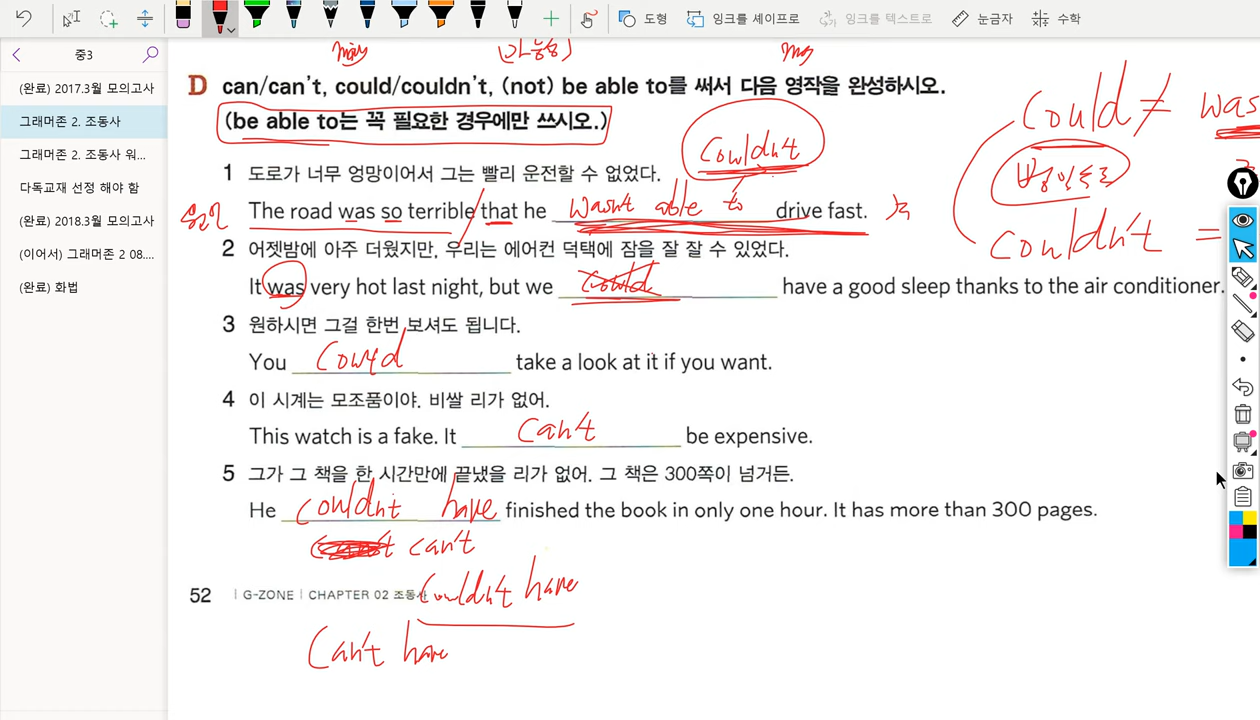 도형 잉크를 셰이프로 잉크를 텍스트로 눈금자 수학
중3
(완료) 2017.3월 모의고사
그래머존 2. 조동사
그래머존 2. 조동사 워...
다독교재 선정 해야 함
(완료) 2018.3월 모의고사
(이어서) 그래머존 2 08....
(완료) 화법
may (가능성) may
D can/can't, could/couldn't, (not) be able to를 써서 다음 영작을 완성하시오.
(be able to는 꼭 필요한 경우에만 쓰시오.)
could ≠ was
couldn't
1 도로가 너무 엉망이어서 그는 빨리 운전할 수 없었다.
The road was so terrible that he wasn't able to drive fast.
couldn't =
2 어젯밤에 아주 더웠지만, 우리는 에어컨 덕택에 잠을 잘 잘 수 있었다.
It was very hot last night, but we could have a good sleep thanks to the air conditioner.
3 원하시면 그걸 한번 보셔도 됩니다.
You could take a look at it if you want.
4 이 시계는 모조품이야. 비쌀 리가 없어.
This watch is a fake. It can't be expensive.
5 그가 그 책을 한 시간만에 끝냈을 리가 없어. 그 책은 300쪽이 넘거든.
He couldn't have finished the book in only one hour. It has more than 300 pages.
can't
couldn't have
52 | G-ZONE | CHAPTER 02 조동사
can't have